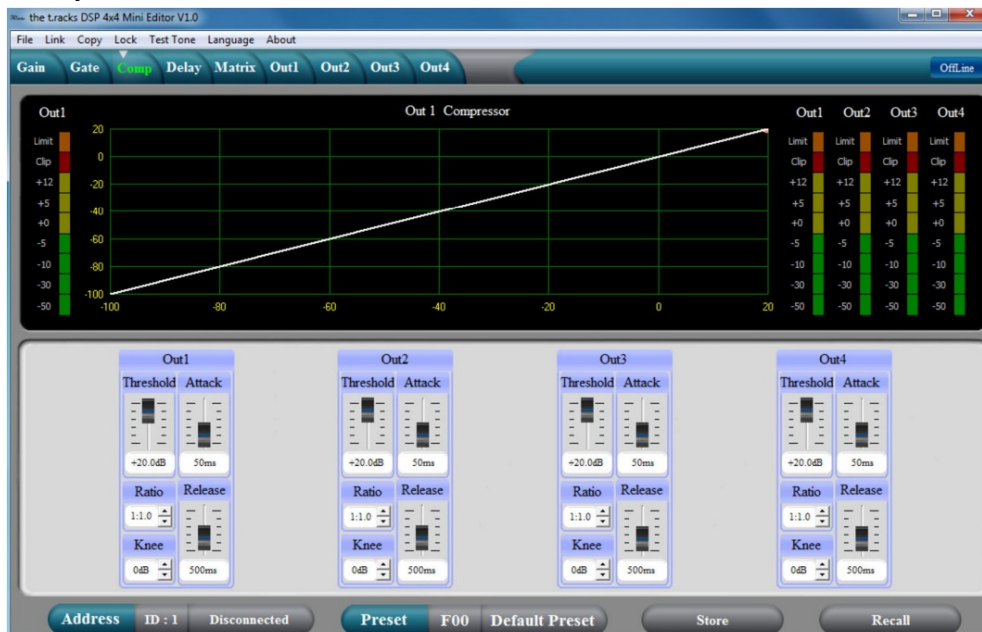 the t.racks DSP 4x4 Mini Editor V1.0
File Link Copy Lock Test Tone Language About
Gain Gate Comp Delay Matrix Out1 Out2 Out3 Out4 OffLine
Out1 Out 1 Compressor Out1 Out2 Out3 Out4
20
Limit Limit Limit Limit Limit
Clip 0 Clip Clip Clip Clip
+12 -20 +12 +12 +12 +12
+5 -40 +5 +5 +5 +5
+0 +0 +0 +0 +0
-5 -60 -5 -5 -5 -5
-10 -80 -10 -10 -10 -10
-30 -100 -30 -30 -30 -30
-50 -100 -80 -60 -40 -20 0 20 -50 -50 -50 -50
Out1 Out2 Out3 Out4
Threshold Attack Threshold Attack Threshold Attack Threshold Attack
+20.0dB 50ms +20.0dB 50ms +20.0dB 50ms +20.0dB 50ms
Ratio Release Ratio Release Ratio Release Ratio Release
1:1.0 1:1.0 1:1.0 1:1.0
Knee Knee Knee Knee
0dB 500ms 0dB 500ms 0dB 500ms 0dB 500ms
Address ID : 1 Disconnected Preset F00 Default Preset Store Recall